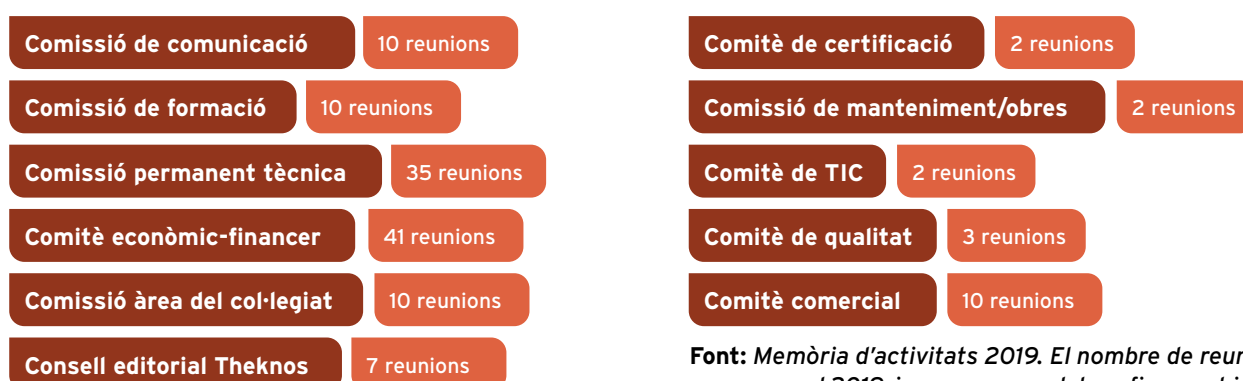 Comissió de comunicació 10 reunions
Comissió de formació 10 reunions
Comissió permanent tècnica 35 reunions
Comitè econòmic-financer 41 reunions
Comissió àrea del col·legiat 10 reunions
Consell editorial Theknos 7 reunions
Comitè de certificació 2 reunions
Comissió de manteniment/obres 2 reunions
Comitè de TIC 2 reunions
Comitè de qualitat 3 reunions
Comitè comercial 10 reunions
Font: Memòria d'activitats 2019. El nombre de